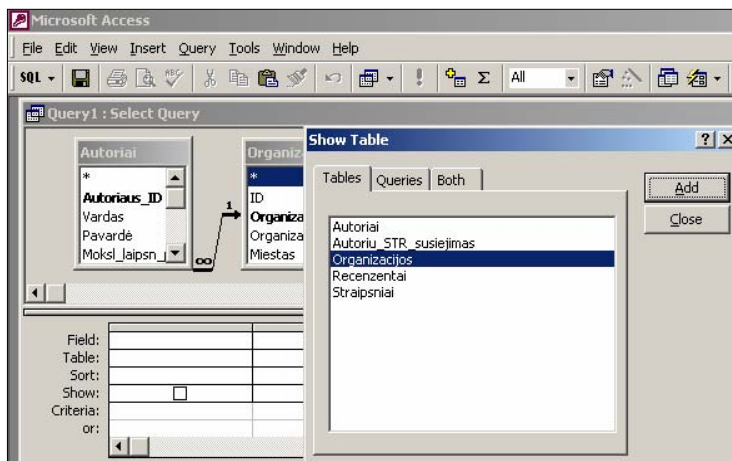 Microsoft Access
File Edit View Insert Query Tools Window Help
SQL
ABC
All
Query1 : Select Query
Autoriai
*
Autoriaus_ID
Vardas
Pavardė
Moksl_laipsn_
∞
1
Organiz
*
ID
Organiza
Organiza
Miestas
Show Table
Tables Queries Both
Autoriai
Autoriu_STR_susiejimas
Organizacijos
Recenzentai
Straipsniai
Add
Close
Field:
Table:
Sort:
Show:
Criteria:
or: